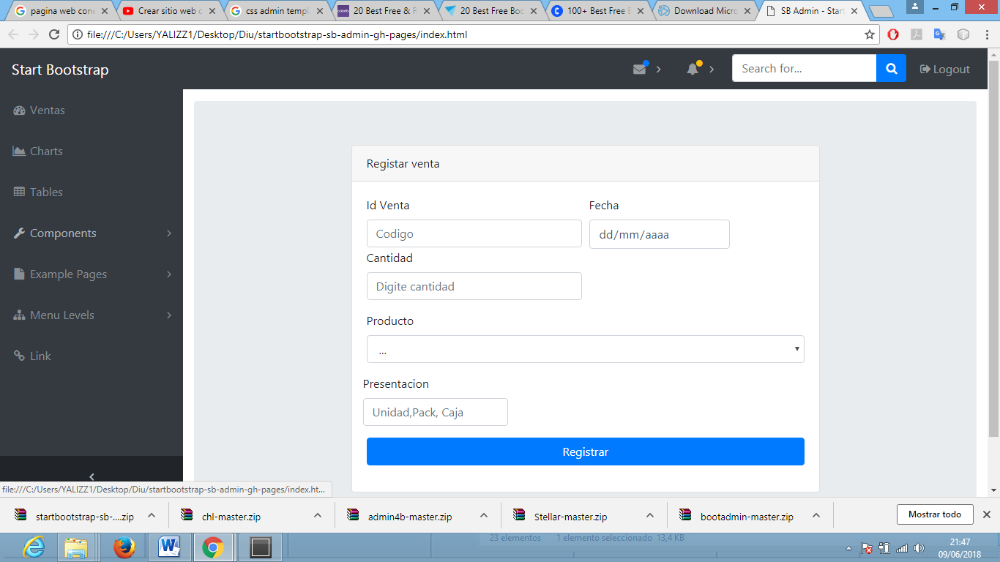 pagina web cone
Crear sitio web c
css admin templa
20 Best Free & R
20 Best Free Boo
100+ Best Free B
Download Micro
SB Admin - Start
file:///C:/Users/YALIZZ1/Desktop/Diu/startbootstrap-sb-admin-gh-pages/index.html
Start Bootstrap
Search for...
Logout
Ventas
Charts
Tables
Components
Example Pages
Menu Levels
Link
Registar venta
Id Venta
Fecha
Codigo
dd/mm/aaaa
Cantidad
Digite cantidad
Producto
...
Presentacion
Unidad,Pack, Caja
Registrar
file:///C:/Users/YALIZZ1/Desktop/Diu/startbootstrap-sb-admin-gh-pages/index.ht...
startbootstrap-sb-....zip
chl-master.zip
admin4b-master.zip
Stellar-master.zip
bootadmin-master.zip
Mostrar todo
23 elementos
1 elemento seleccionado 13,4 KB
21:47
09/06/2018